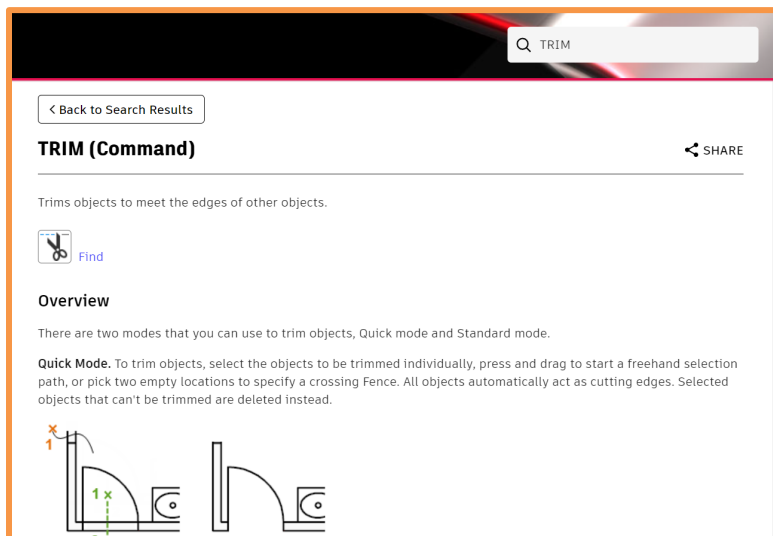 TRIM
Back to Search Results
TRIM (Command)
SHARE
Trims objects to meet the edges of other objects.
Find
Overview
There are two modes that you can use to trim objects, Quick mode and Standard mode.
Quick Mode. To trim objects, select the objects to be trimmed individually, press and drag to start a freehand selection
path, or pick two empty locations to specify a crossing Fence. All objects automatically act as cutting edges. Selected
objects that can't be trimmed are deleted instead.
1
1